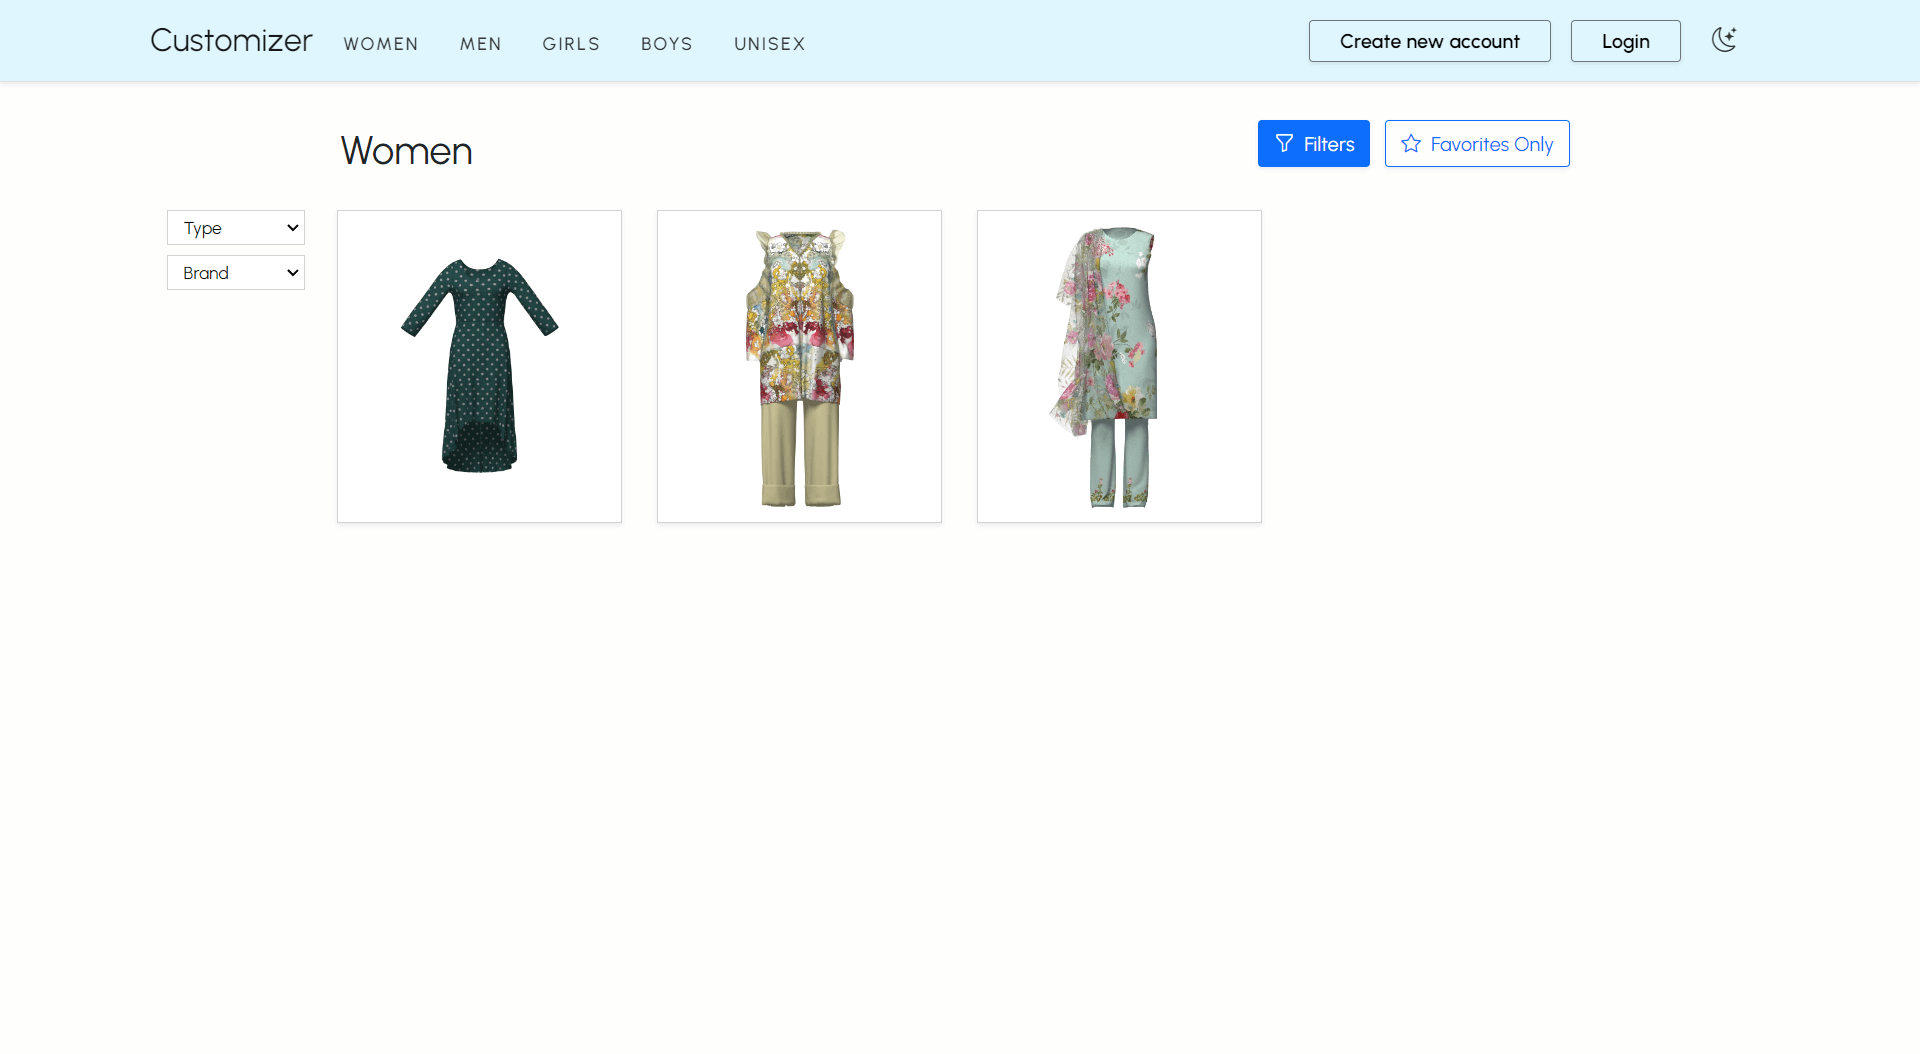 Customizer WOMEN MEN GIRLS BOYS UNISEX Create new account Login
Women Filters Favorites Only
Type
Brand